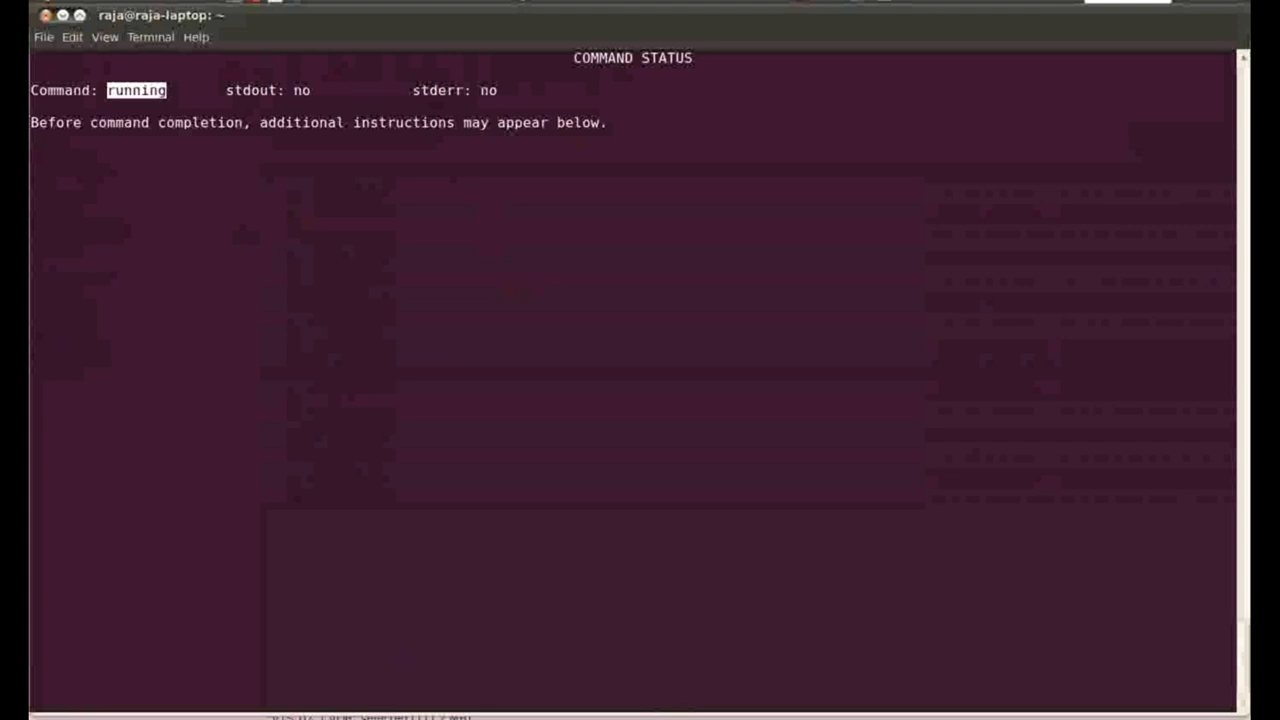 raja@raja-laptop: ~
File Edit View Terminal Help
COMMAND STATUS
Command: running stdout: no stderr: no
Before command completion, additional instructions may appear below.